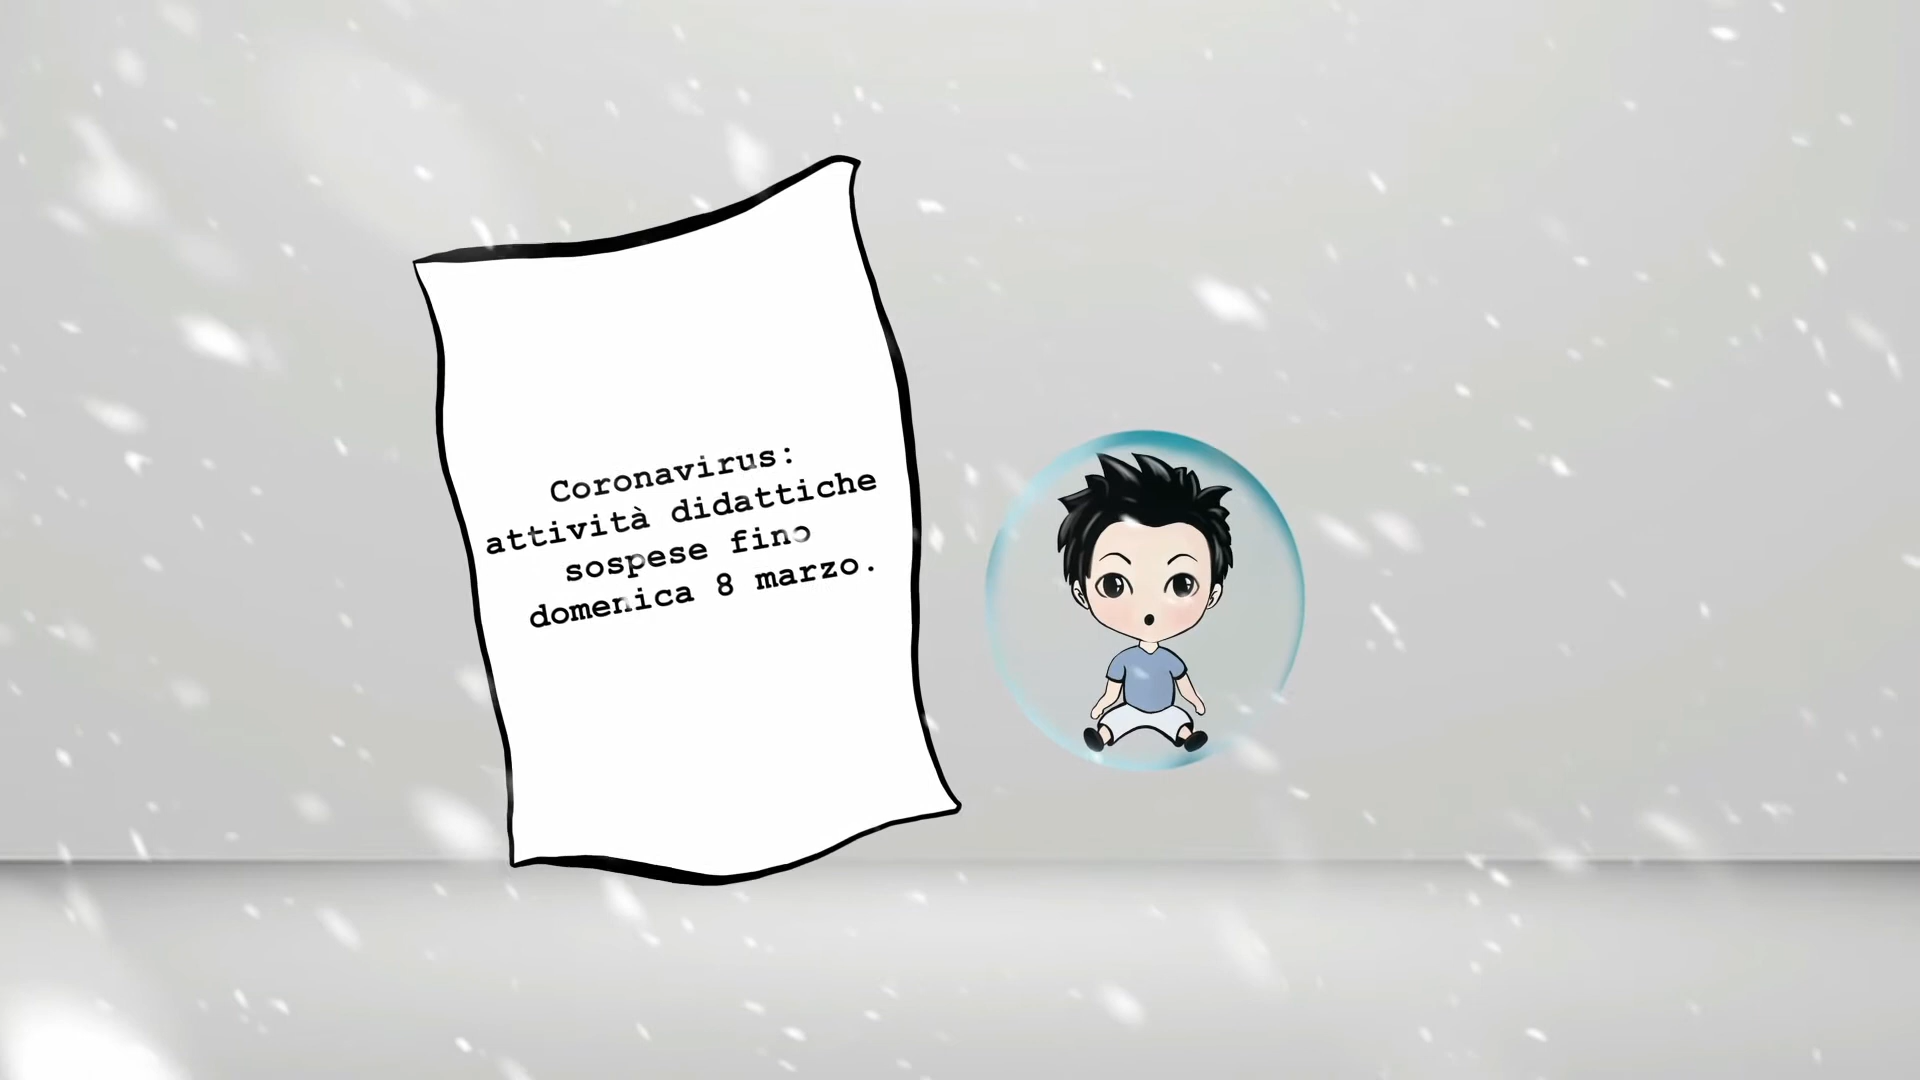 Coronavirus:
attività didattiche
sospese fino
domenica 8 marzo.